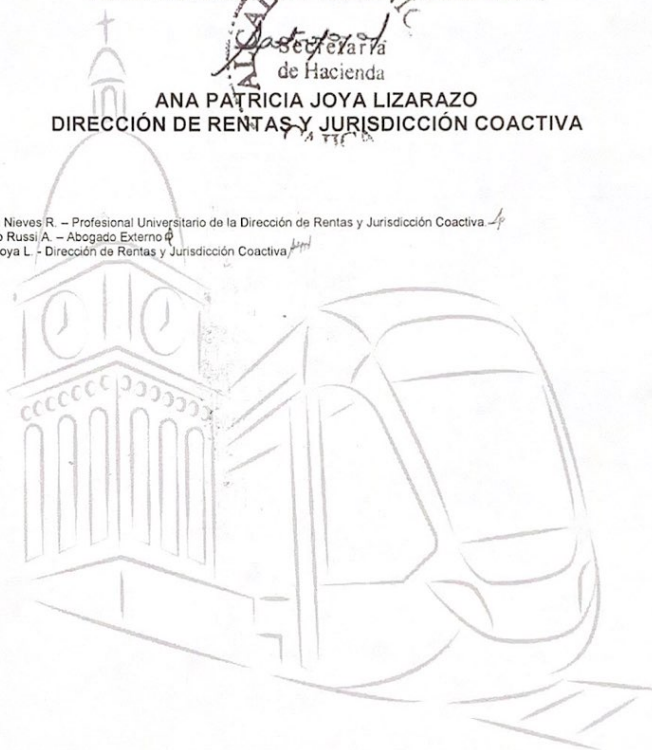 ALCAL
Secretaría
de Hacienda
ANA PATRICIA JOYA LIZARAZO
DIRECCIÓN DE RENTAS Y JURISDICCIÓN COACTIVA
Nieves R. – Profesional Universitario de la Dirección de Rentas y Jurisdicción Coactiva.
o Russi A. – Abogado Externo
oya L. - Dirección de Rentas y Jurisdicción Coactiva